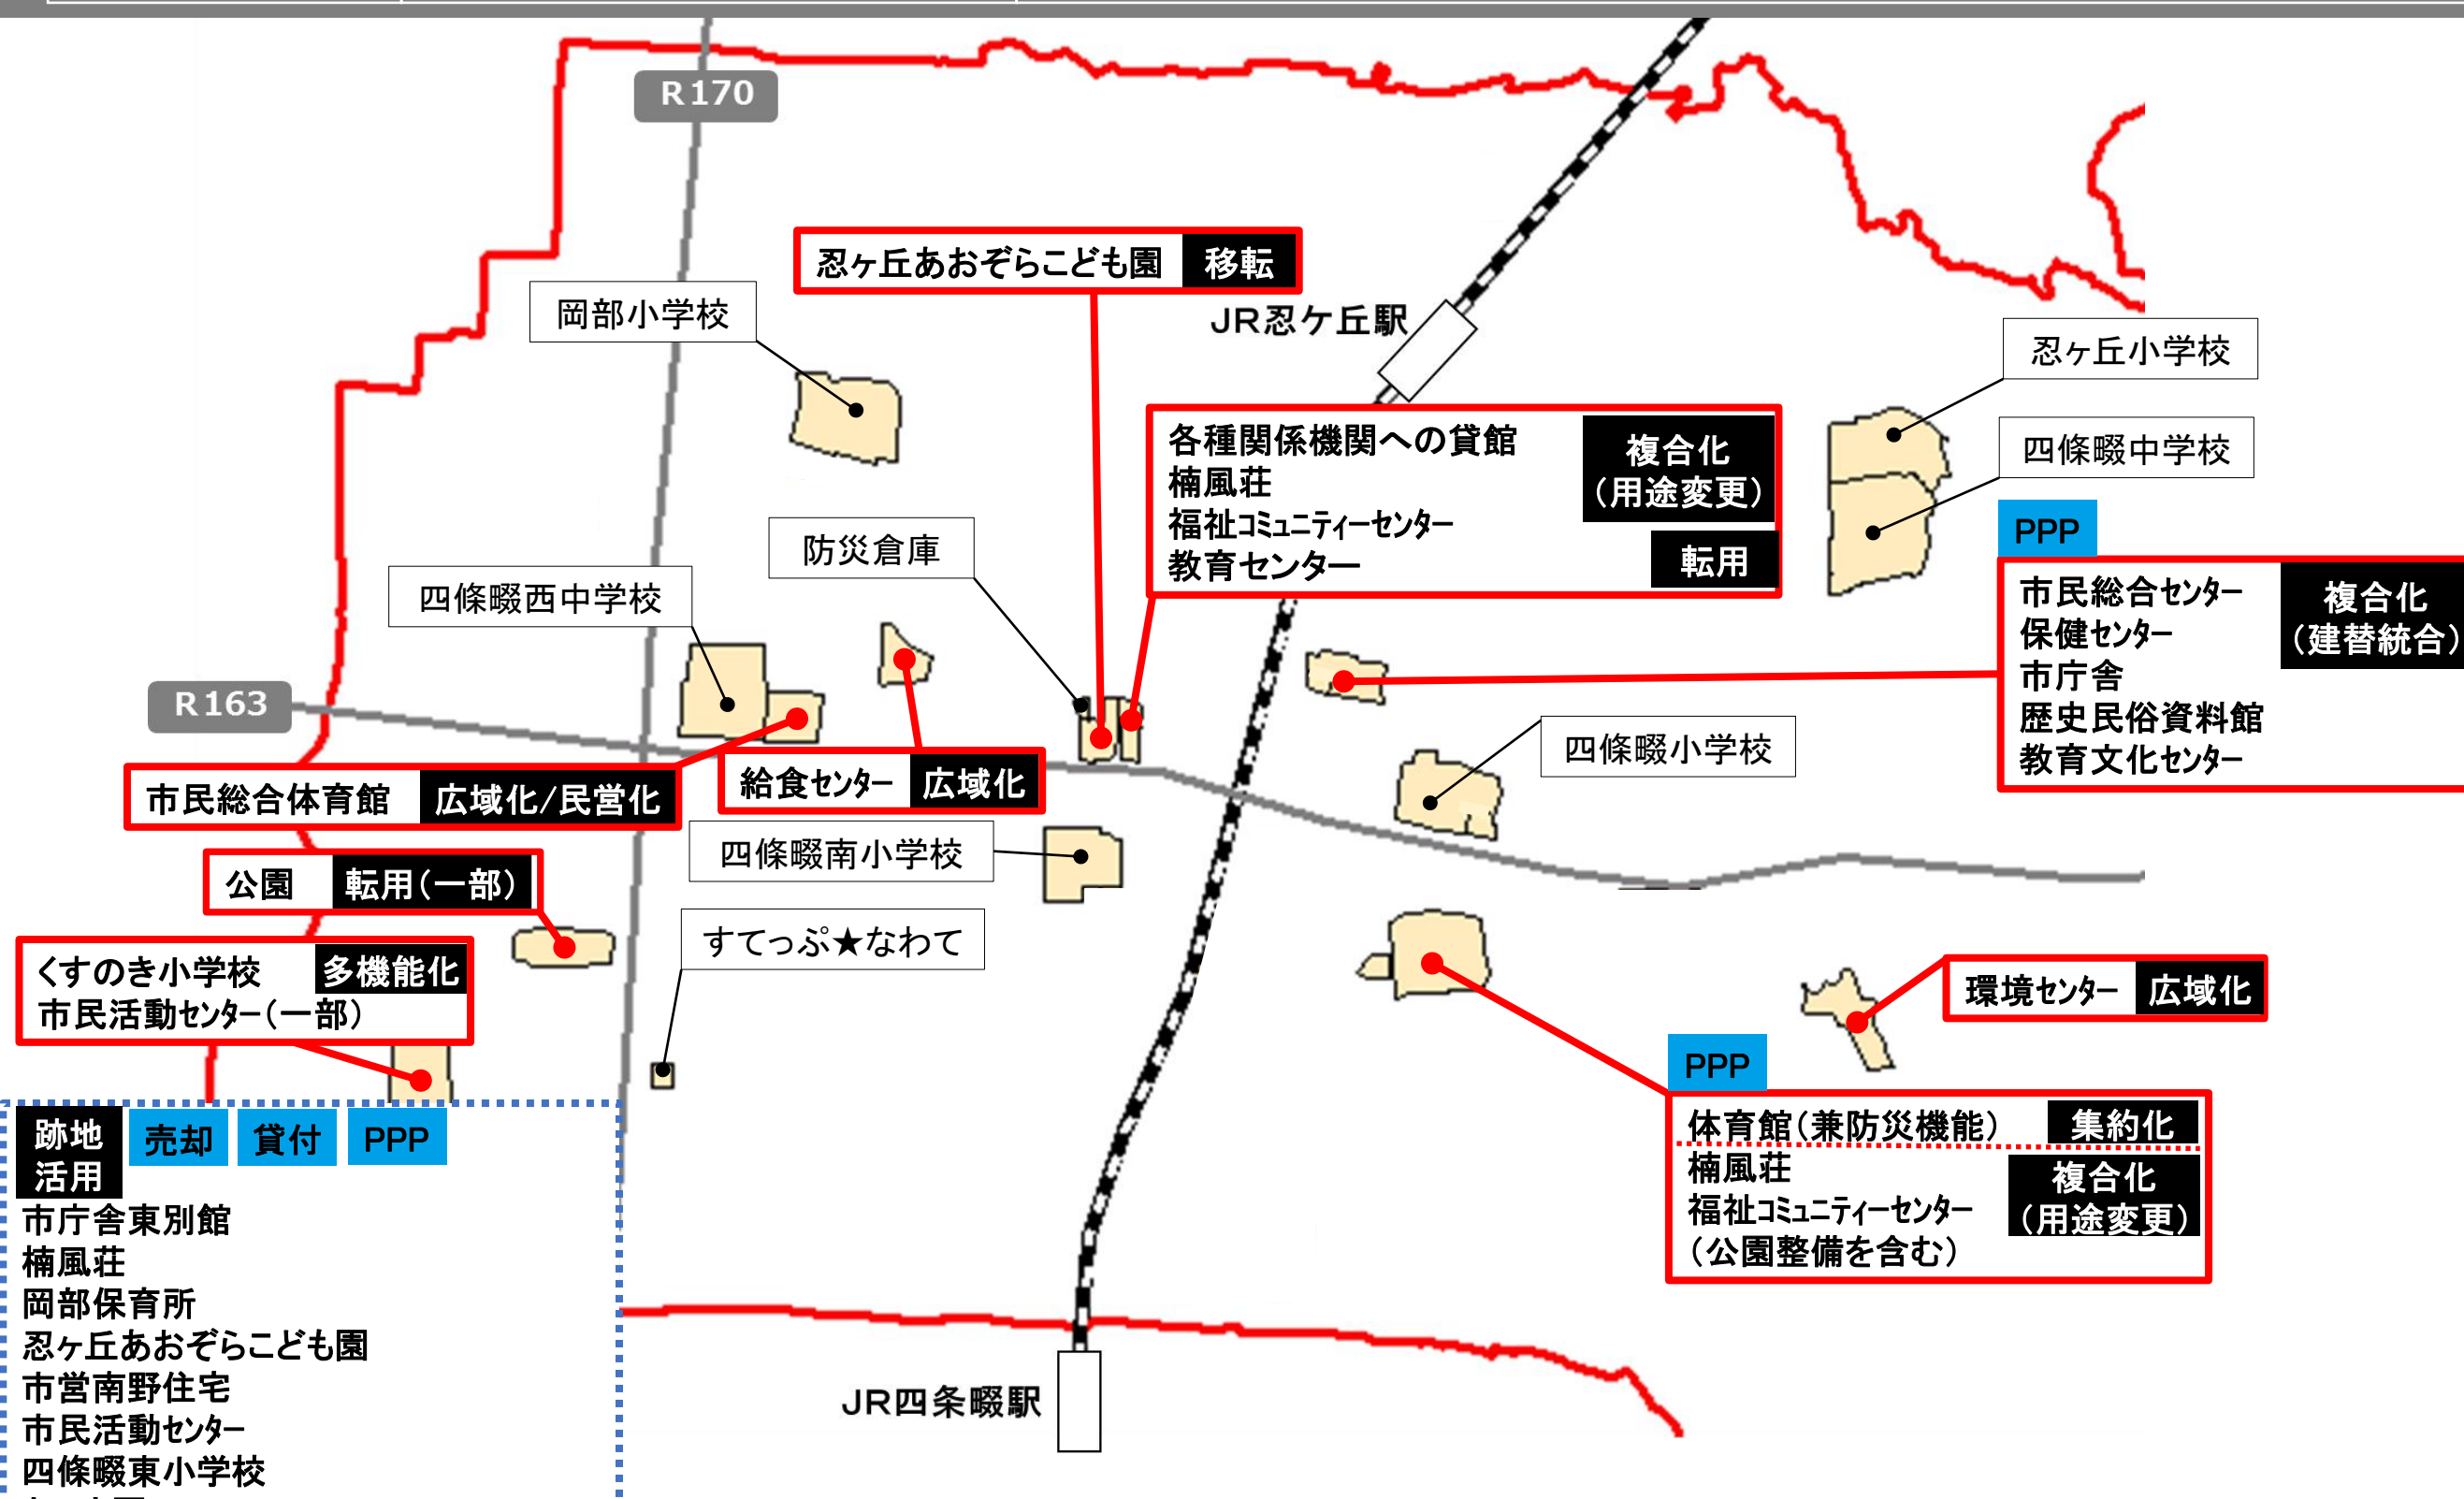 R170
忍ヶ丘あおぞらこども園 移転
岡部小学校
JR忍ケ丘駅
忍ヶ丘小学校
四條畷中学校
各種関係機関への貸館
楠風荘
福祉コミュニティーセンター
教育センター
複合化
（用途変更）
転用
PPP
市民総合センター
保健センター
市庁舎
歴史民俗資料館
教育文化センター
複合化
（建替統合）
防災倉庫
四條畷西中学校
R163
四條畷小学校
市民総合体育館 広域化/民営化
給食センター 広域化
四條畷南小学校
公園 転用（一部）
すてっぷ★なわて
くすのき小学校 多機能化
市民活動センター（一部）
環境センター 広域化
PPP
体育館（兼防災機能） 集約化
楠風荘
福祉コミュニティーセンター
（公園整備を含む）
複合化
（用途変更）
跡地
活用
売却 貸付 PPP
市庁舎東別館
楠風荘
岡部保育所
忍ヶ丘あおぞらこども園
市営南野住宅
市民活動センター
四條畷東小学校
JR四条畷駅